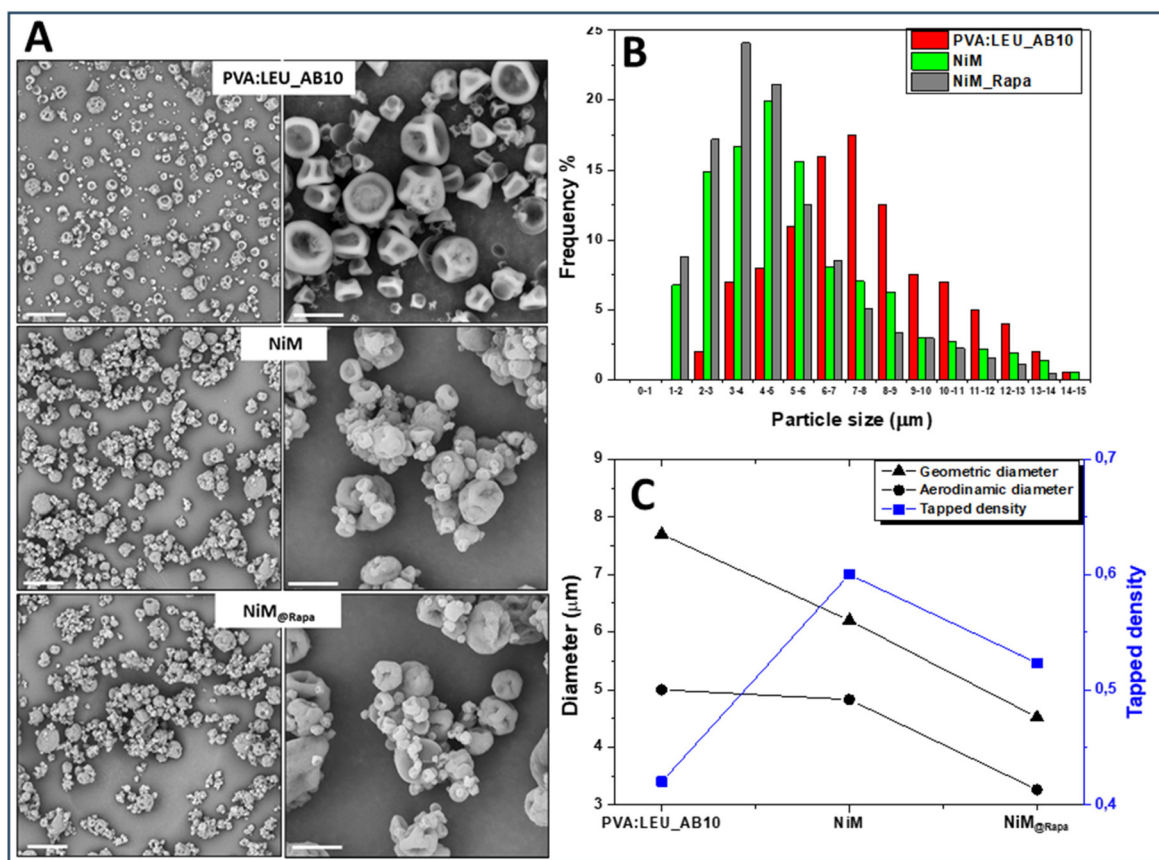 A
PVA:LEU_AB10
NiM
NiM@Rapa
B
25
20
15
10
5
0
Frequency %
PVA:LEU_AB10
NiM
NiM_Rapa
0-1 1-2 2-3 3-4 4-5 5-6 6-7 7-8 8-9 9-10 10-11 11-12 12-13 13-14 14-15
Particle size (μm)
C
9
8
7
6
5
4
3
Diameter (μm)
Geometric diameter
Aerodinamic diameter
Tapped density
0,7
0,6
0,5
0,4
Tapped density
PVA:LEU_AB10 NiM NiM@Rapa